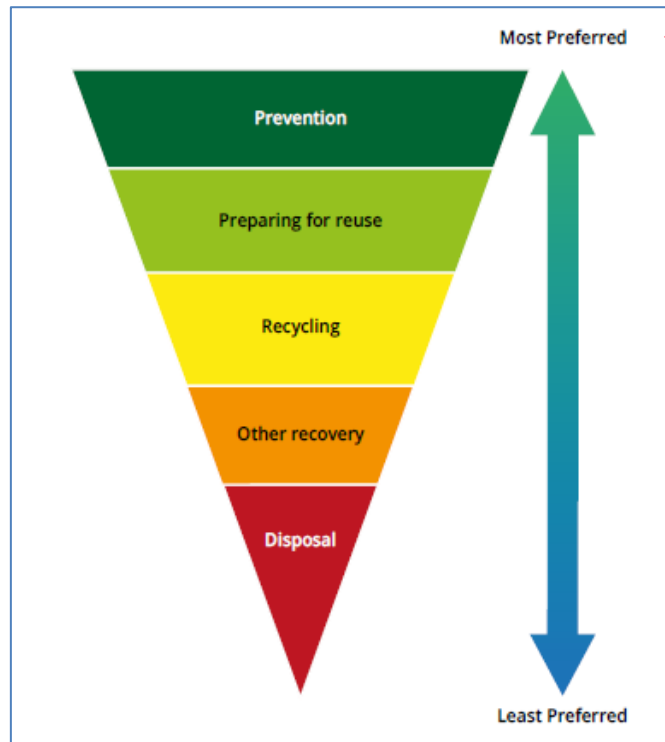 Most Preferred
Prevention
Preparing for reuse
Recycling
Other recovery
Disposal
Least Preferred